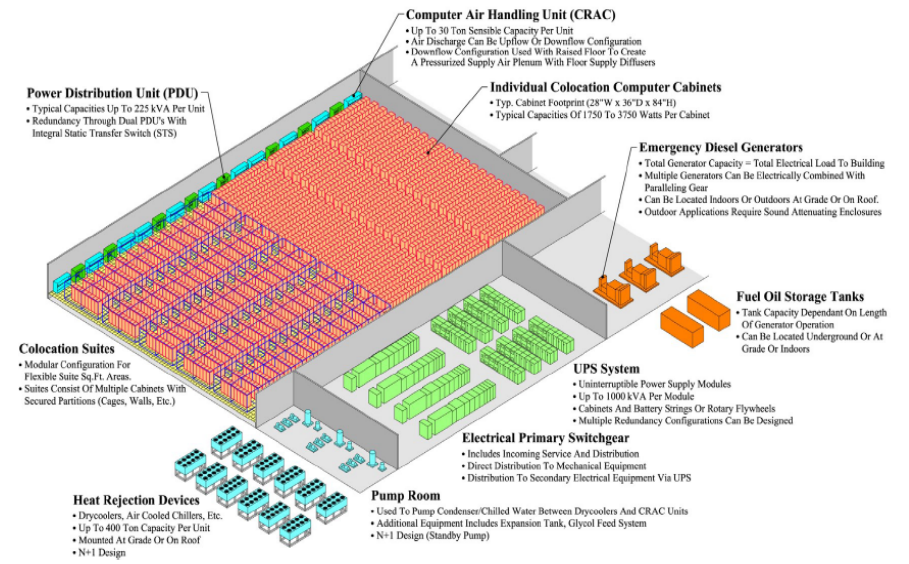 Computer Air Handling Unit (CRAC)
• Up To 30 Ton Sensible Capacity Per Unit
• Air Discharge Can Be Upflow Or Downflow Configuration
• Downflow Configuration Used With Raised Floor To Create
A Pressurized Supply Air Plenum With Floor Supply Diffusers
Power Distribution Unit (PDU)
• Typical Capacities Up To 225 kVA Per Unit
• Redundancy Through Dual PDU's With
Integral Static Transfer Switch (STS)
Individual Colocation Computer Cabinets
• Typ. Cabinet Footprint (28"W x 36"D x 84"H)
• Typical Capacities Of 1750 To 3750 Watts Per Cabinet
Emergency Diesel Generators
• Total Generator Capacity = Total Electrical Load To Building
• Multiple Generators Can Be Electrically Combined With
Paralleling Gear
• Can Be Located Indoors Or Outdoors At Grade Or On Roof.
• Outdoor Applications Require Sound Attenuating Enclosures
Fuel Oil Storage Tanks
• Tank Capacity Dependant On Length
Of Generator Operation
• Can Be Located Underground Or At
Grade Or Indoors
Colocation Suites
• Modular Configuration For
Flexible Suite Sq.Ft. Areas.
• Suites Consist Of Multiple Cabinets With
Secured Partitions (Cages, Walls, Etc.)
UPS System
• Uninterruptible Power Supply Modules
• Up To 1000 kVA Per Module
• Cabinets And Battery Strings Or Rotary Flywheels
• Multiple Redundancy Configurations Can Be Designed
Electrical Primary Switchgear
• Includes Incoming Service And Distribution
• Direct Distribution To Mechanical Equipment
• Distribution To Secondary Electrical Equipment Via UPS
Heat Rejection Devices
• Drycoolers, Air Cooled Chillers, Etc.
• Up To 400 Ton Capacity Per Unit
• Mounted At Grade Or On Roof
• N+1 Design
Pump Room
• Used To Pump Condenser/Chilled Water Between Drycoolers And CRAC Units
• Additional Equipment Includes Expansion Tank, Glycol Feed System
• N+1 Design (Standby Pump)